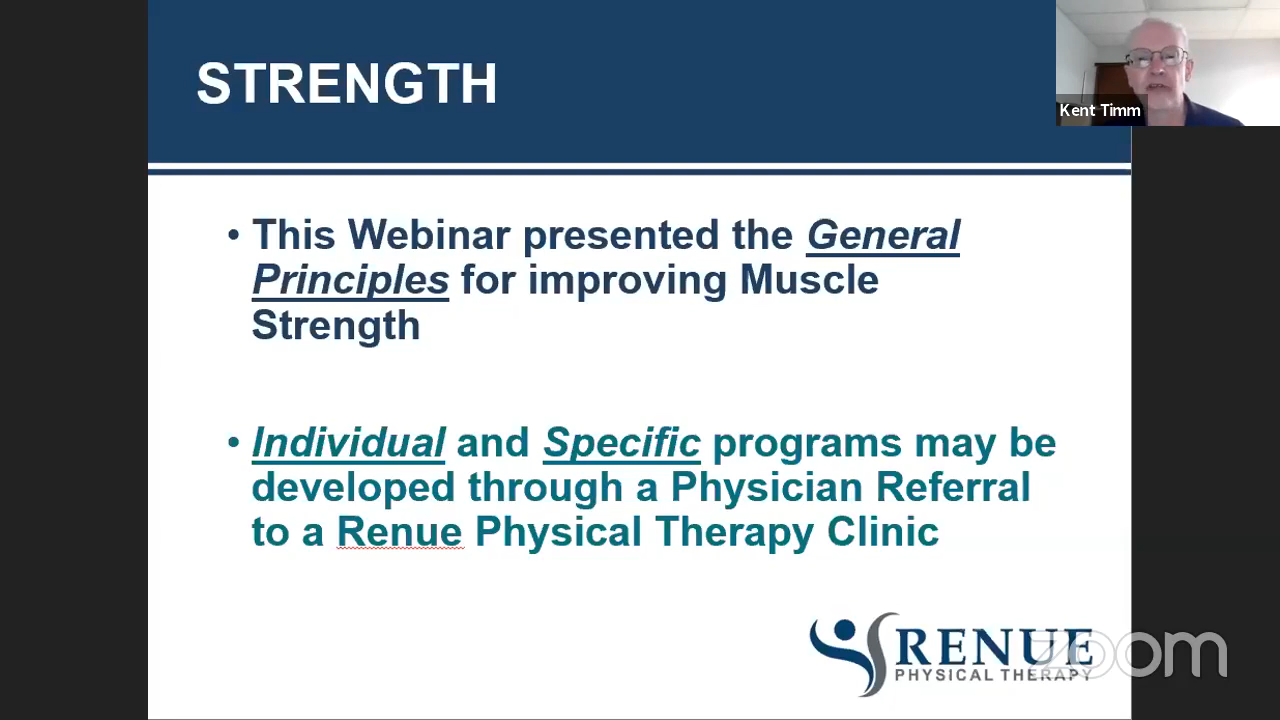 STRENGTH
Kent Timm
• This Webinar presented the General
Principles for improving Muscle
Strength
• Individual and Specific programs may be
developed through a Physician Referral
to a Renue Physical Therapy Clinic
RENUE
PHYSICAL THERAPY
zoom